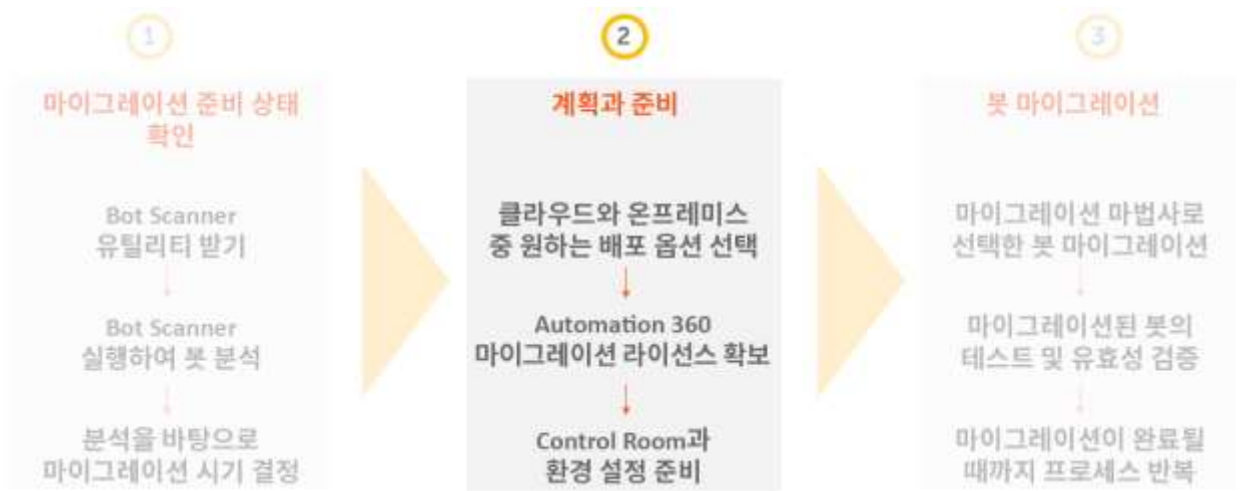 1
마이그레이션 준비 상태
확인
Bot Scanner
유틸리티 받기
Bot Scanner
실행하여 봇 분석
분석을 바탕으로
마이그레이션 시기 결정
2
계획과 준비
클라우드와 온프레미스
중 원하는 배포 옵션 선택
Automation 360
마이그레이션 라이선스 확보
Control Room과
환경 설정 준비
3
봇 마이그레이션
마이그레이션 마법사로
선택한 봇 마이그레이션
마이그레이션된 봇의
테스트 및 유효성 검증
마이그레이션이 완료될
때까지 프로세스 반복